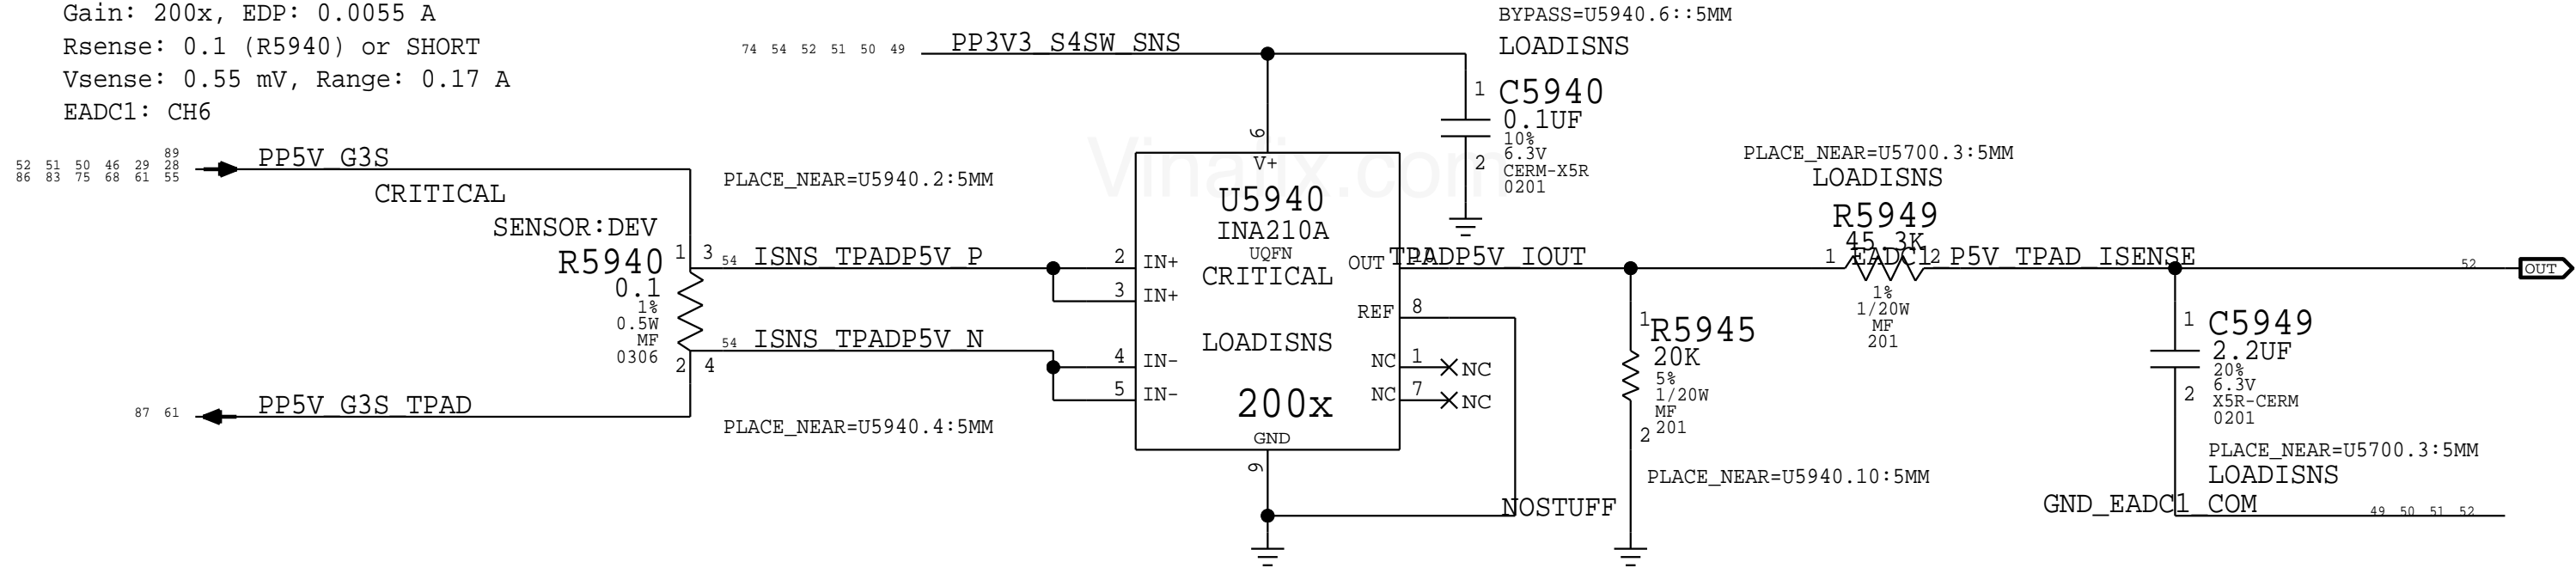 Gain: 200x, EDP: 0.0055 A
Rsense: 0.1 (R5940) or SHORT
Vsense: 0.55 mV, Range: 0.17 A
EADC1: CH6
74 54 52 51 50 49
PP3V3_S4SW_SNS
BYPASS=U5940.6::5MM
LOADISNS
1
C5940
0.1UF
10%
6.3V
CERM-X5R
0201
2
89
52 51 50 46 29 28
86 83 75 68 61 55
PP5V_G3S
CRITICAL
PLACE_NEAR=U5940.2:5MM
SENSOR:DEV
R5940
0.1
1%
0.5W
MF
0306
1 3
2 4
54 ISNS_TPADP5V_P
54 ISNS_TPADP5V_N
87 61
PP5V_G3S_TPAD
PLACE_NEAR=U5940.4:5MM
Vinafix.com
6
V+
U5940
INA210A
UQFN
CRITICAL
LOADISNS
200x
GND
9
2 IN+
3 IN+
4 IN-
5 IN-
OUT
REF 8
NC 1 NC
NC 7 NC
TPADP5V_IOUT
NOSTUFF
1
R5945
20K
5%
1/20W
MF
201
2
PLACE_NEAR=U5940.10:5MM
PLACE_NEAR=U5700.3:5MM
LOADISNS
R5949
45.3K
1 2
EADC1_P5V_TPAD_ISENSE
1%
1/20W
MF
201
52
OUT
1
C5949
2.2UF
20%
6.3V
X5R-CERM
0201
2
PLACE_NEAR=U5700.3:5MM
LOADISNS
GND_EADC1_COM
49 50 51 52